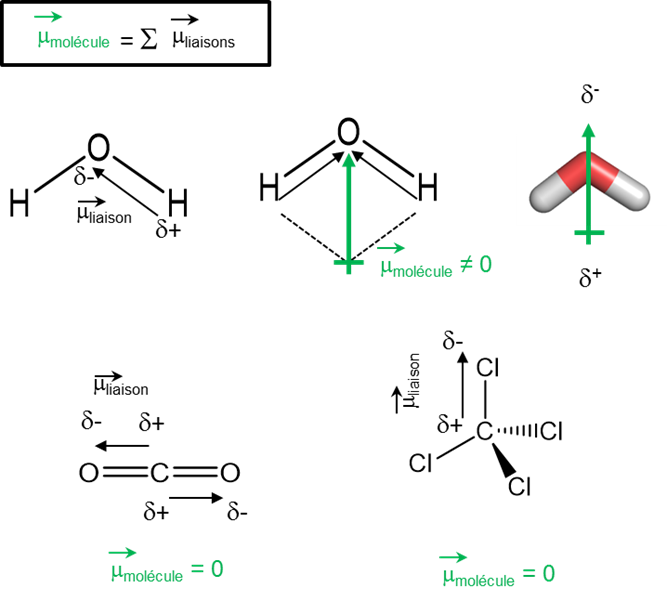 μmolécule = Σ μliaisons
δ-
O
δ-
H
H
μliaison
δ+
O
H
H
μmolécule ≠ 0
δ+
μliaison
δ-
δ+
O
C
O
δ+
δ-
μmolécule = 0
δ-
μliaison
Cl
δ+
C
Cl
Cl
Cl
μmolécule = 0